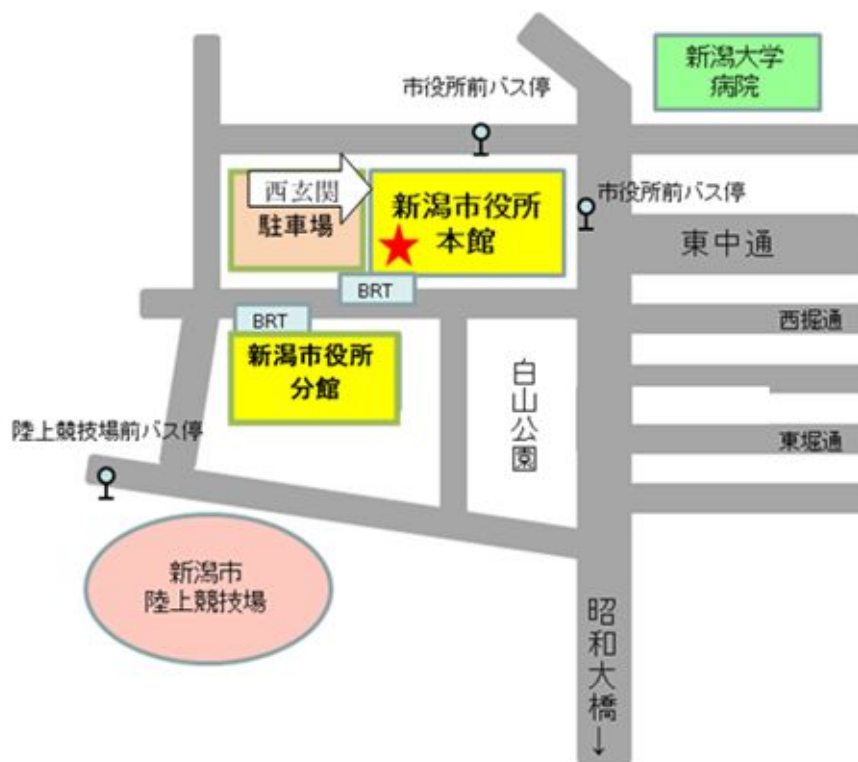 新潟大学
病院
市役所前バス停
西玄関
駐車場
新潟市役所
本館
市役所前バス停
東中通
BRT
BRT
西堀通
新潟市役所
分館
白山公園
陸上競技場前バス停
東堀通
新潟市
陸上競技場
昭和大橋↓